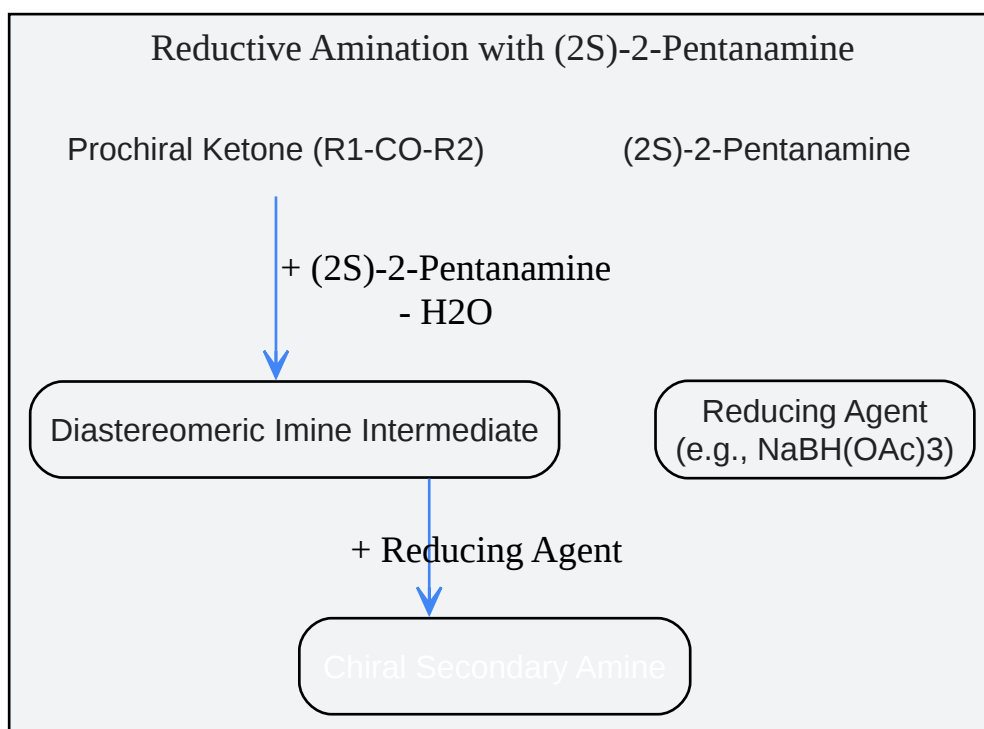 Reductive Amination with (2S)-2-Pentanamine
Prochiral Ketone (R1-CO-R2)
(2S)-2-Pentanamine
+ (2S)-2-Pentanamine
- H2O
Diastereomeric Imine Intermediate
Reducing Agent
(e.g., NaBH(OAc)3)
+ Reducing Agent
Chiral Secondary Amine